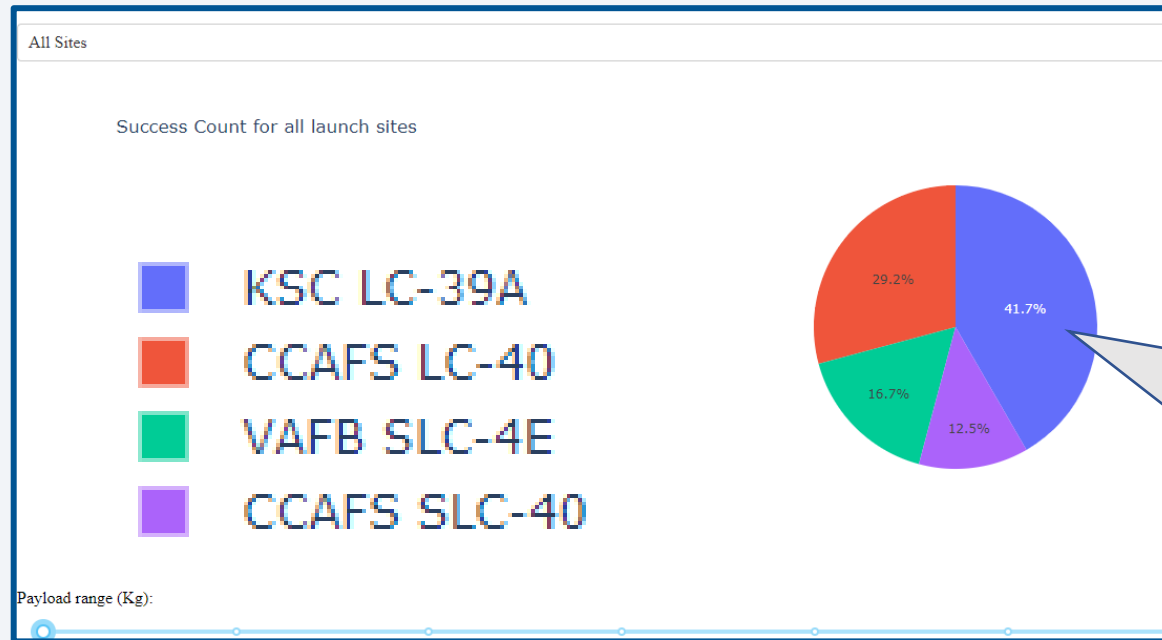 All Sites
Success Count for all launch sites
KSC LC-39A
CCAFS LC-40
VAFB SLC-4E
CCAFS SLC-40
29.2%
41.7%
16.7%
12.5%
Payload range (Kg):